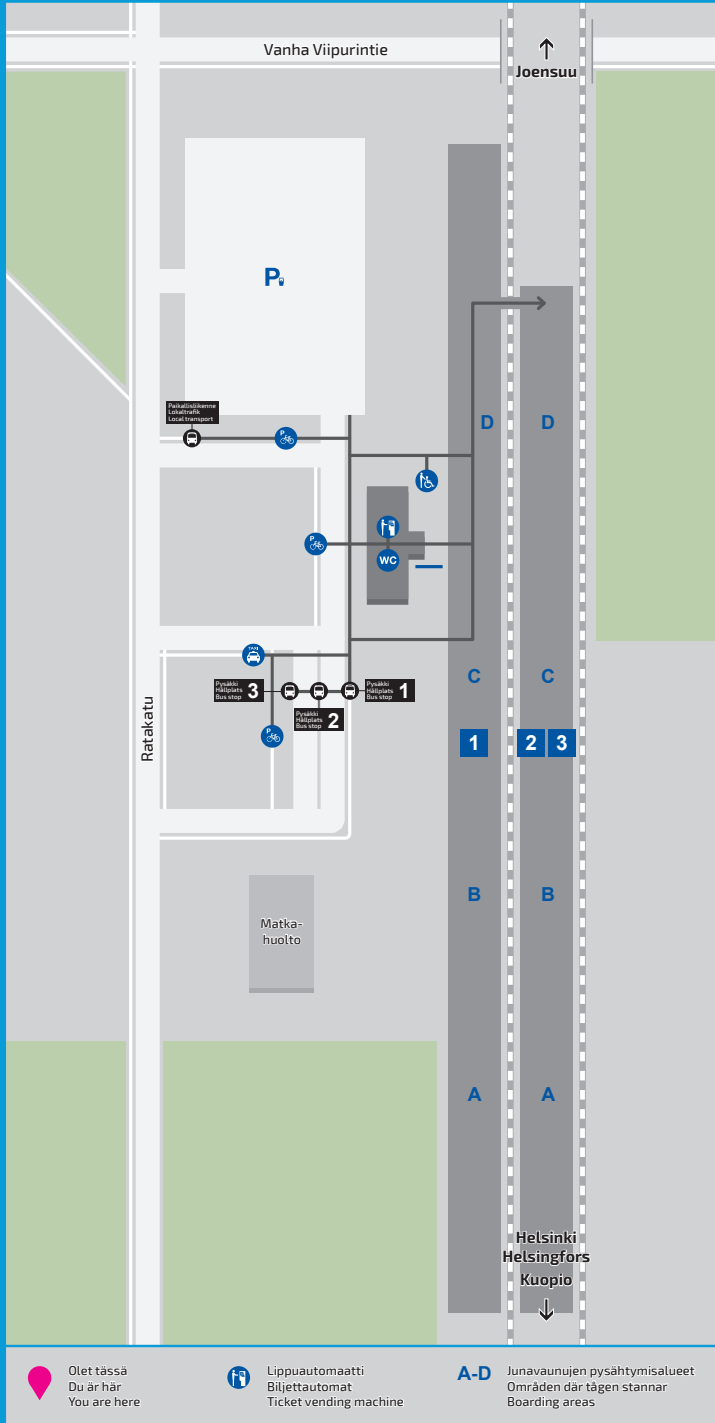 Vanha Viipurintie
Joensuu
P
Paikallisliikenne
Lokaltrafik
Local transport
P
D
D
P
WC
TAXI
Pysäkki
Hållplats
Bus stop
3
Pysäkki
Hållplats
Bus stop
2
Pysäkki
Hållplats
Bus stop
1
P
C
C
1
2
3
Ratakatu
B
B
Matka-
huolto
A
A
Helsinki
Helsingfors
Kuopio
Olet tässä
Du är här
You are here
Lippuautomaatti
Biljettautomat
Ticket vending machine
A-D
Junavaunujen pysähtymisalueet
Områden där tågen stannar
Boarding areas